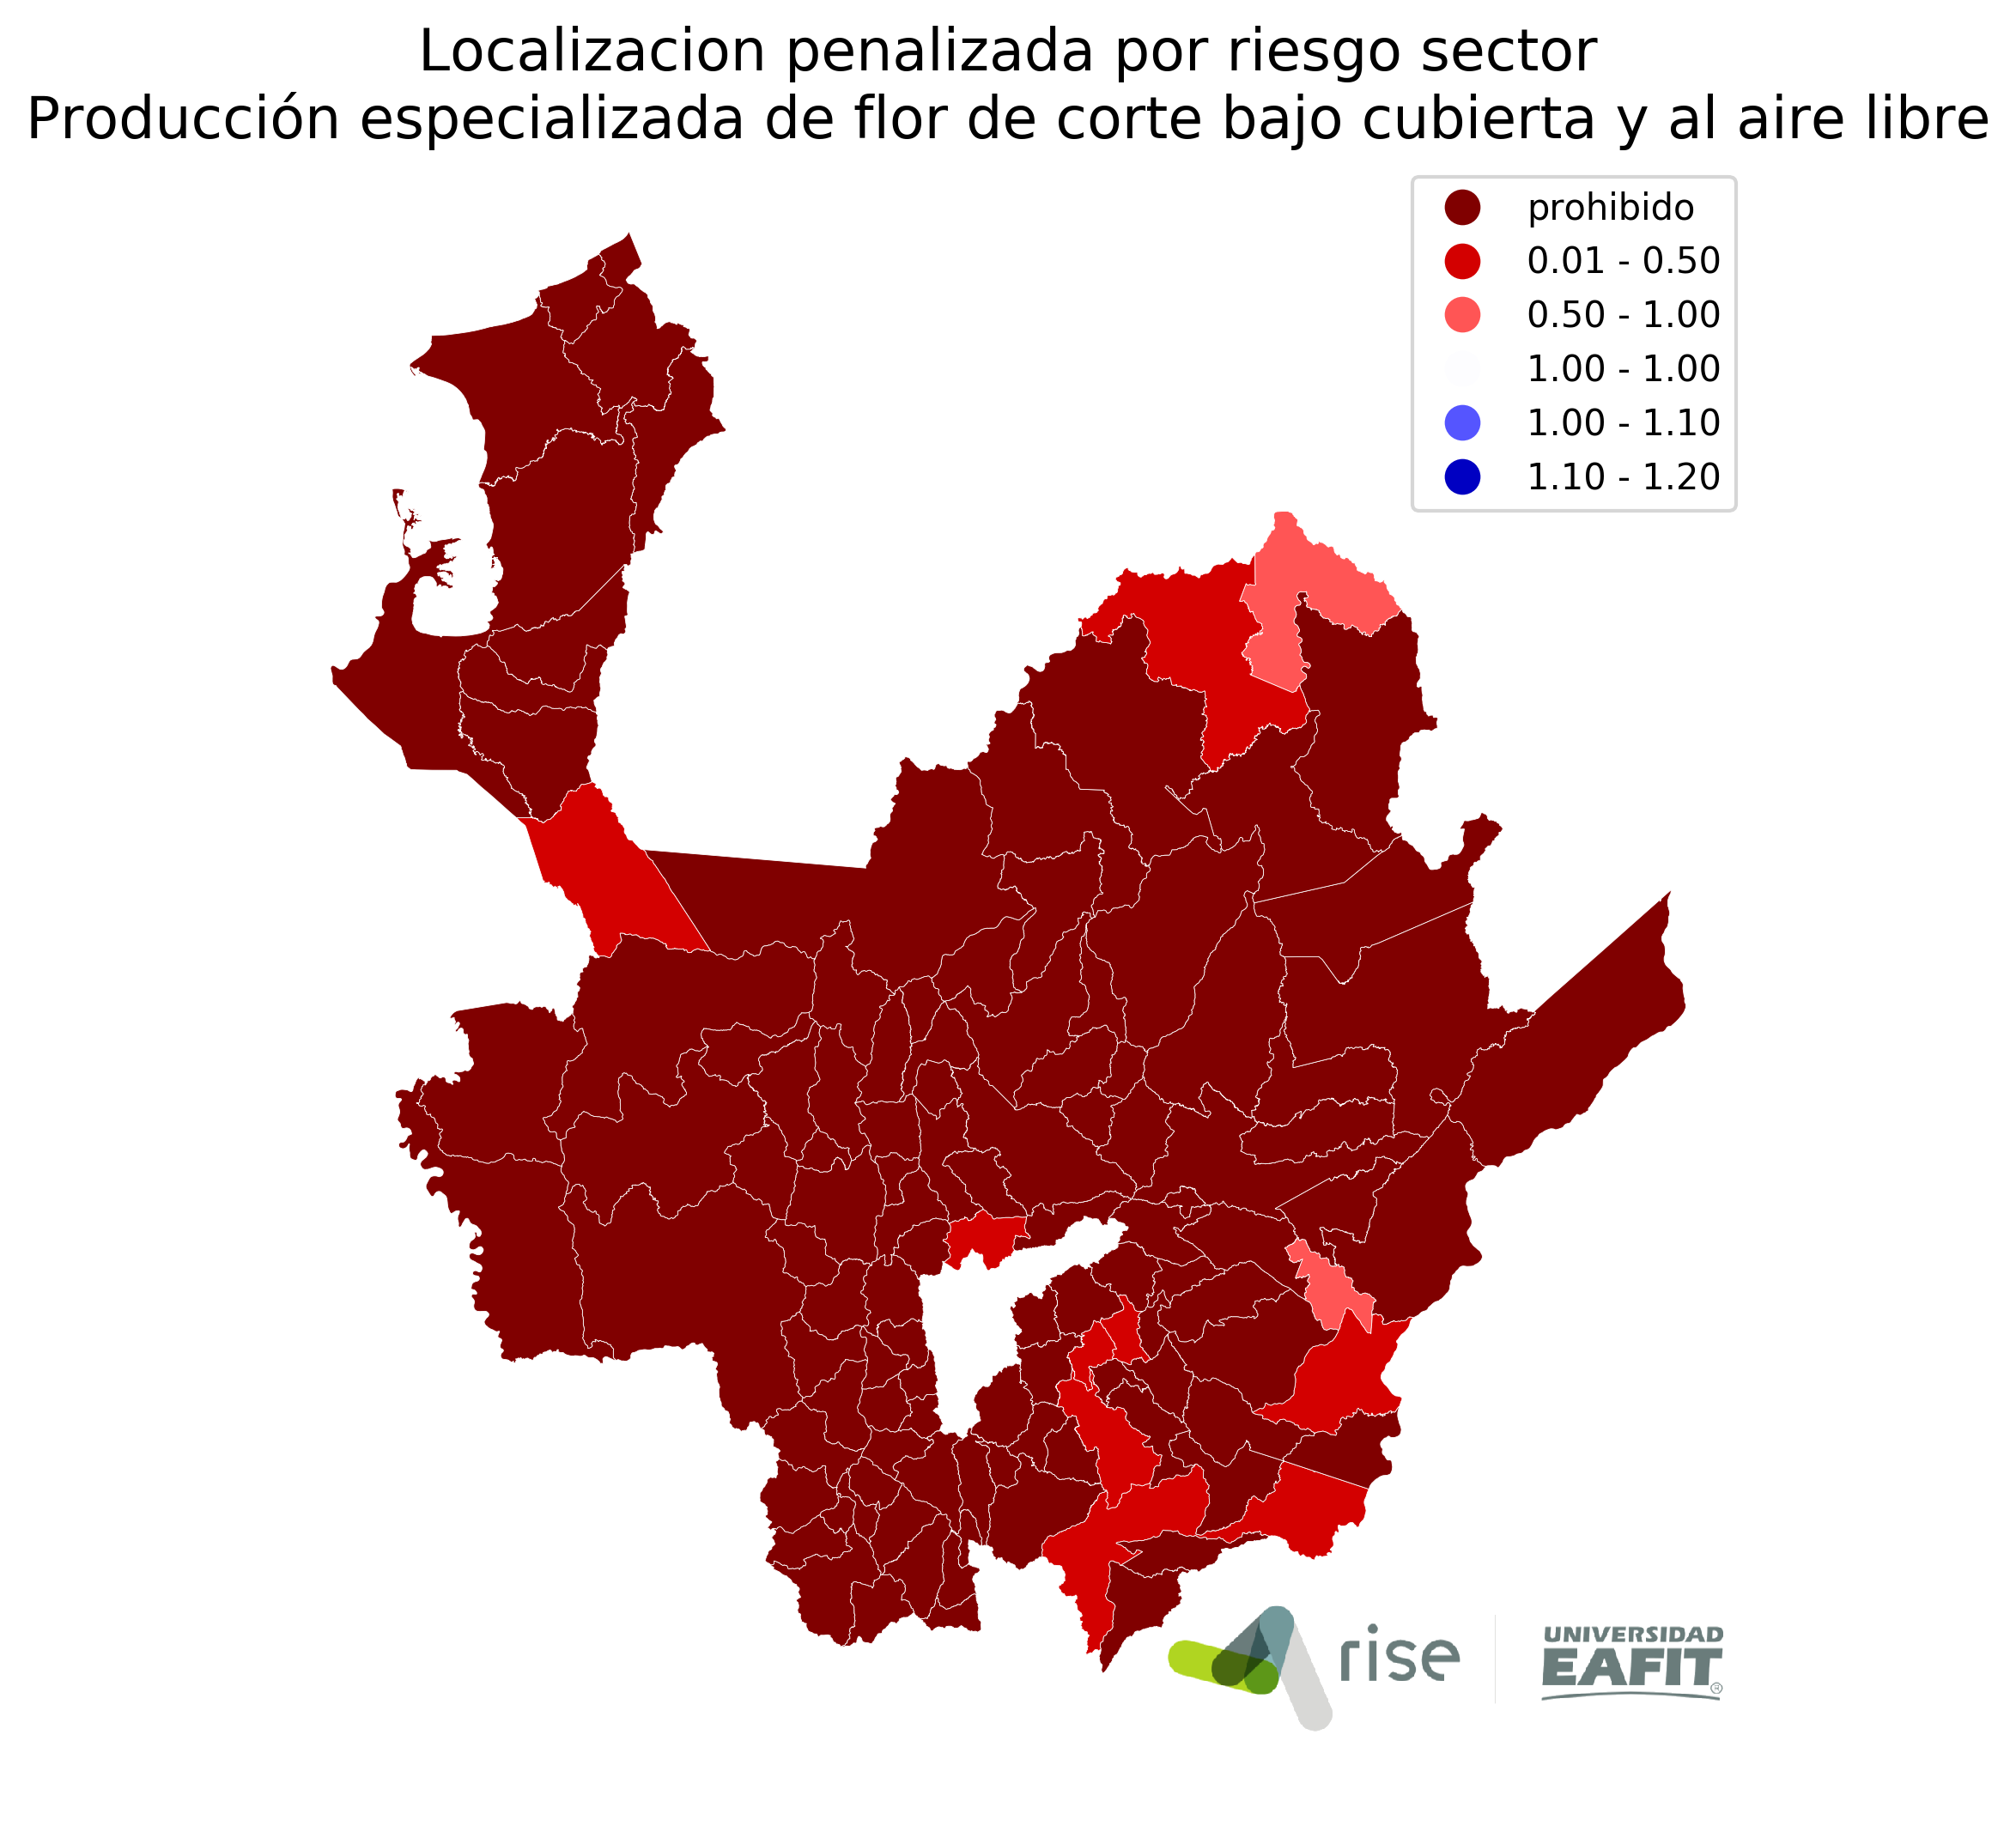 Localizacion penalizada por riesgo sector
Producción especializada de flor de corte bajo cubierta y al aire libre
prohibido
0.01 - 0.50
0.50 - 1.00
1.00 - 1.00
1.00 - 1.10
1.10 - 1.20
rise
UNIVERSIDAD
EAFIT®